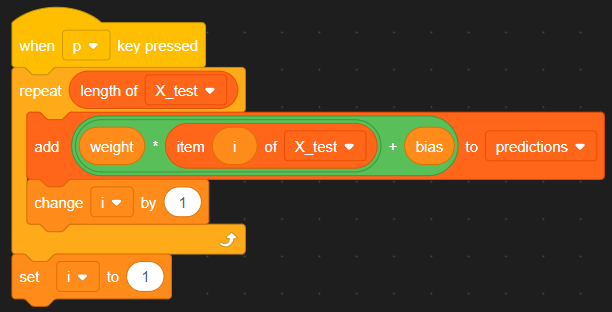 when p key pressed
repeat length of X_test
add weight * item i of X_test + bias to predictions
change i by 1
set i to 1